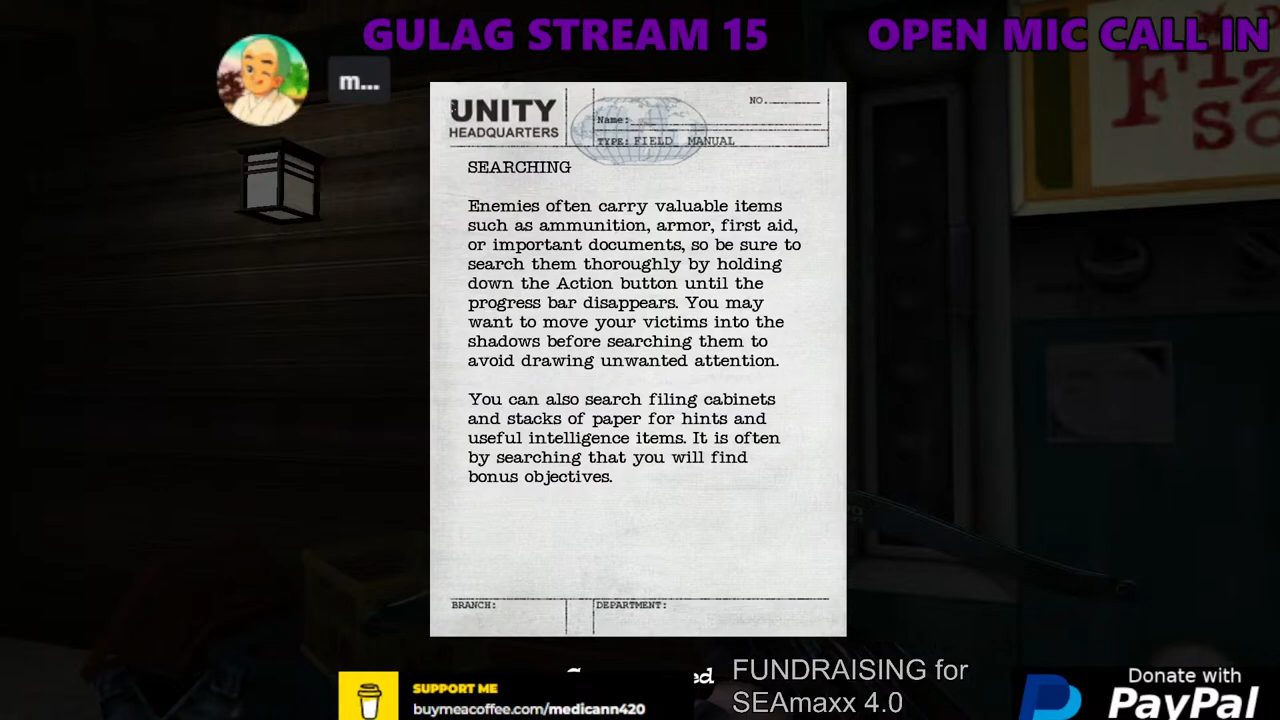 GULAG STREAM 15
OPEN MIC CALL IN
m...
UNITY
HEADQUARTERS
NO.
Name:
TYPE: FIELD MANUAL
SEARCHING
Enemies often carry valuable items
such as ammunition, armor, first aid,
or important documents, so be sure to
search them thoroughly by holding
down the Action button until the
progress bar disappears. You may
want to move your victims into the
shadows before searching them to
avoid drawing unwanted attention.
You can also search filing cabinets
and stacks of paper for hints and
useful intelligence items. It is often
by searching that you will find
bonus objectives.
BRANCH:
DEPARTMENT:
SUPPORT ME
buymeacoffee.com/medicann420
FUNDRAISING for
SEAmaxx 4.0
Donate with
PayPal